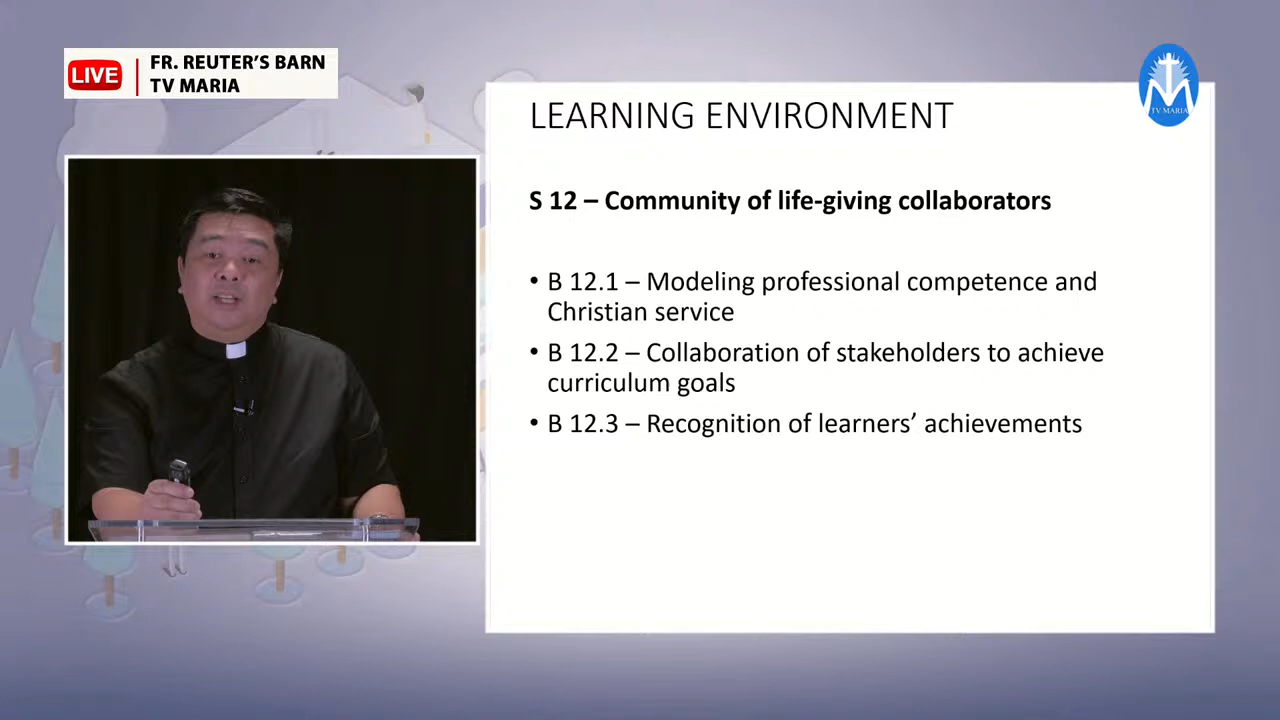 LIVE
FR. REUTER'S BARN
TV MARIA
TV MARIA
LEARNING ENVIRONMENT
S 12 – Community of life-giving collaborators
• B 12.1 – Modeling professional competence and
Christian service
• B 12.2 – Collaboration of stakeholders to achieve
curriculum goals
• B 12.3 – Recognition of learners’ achievements